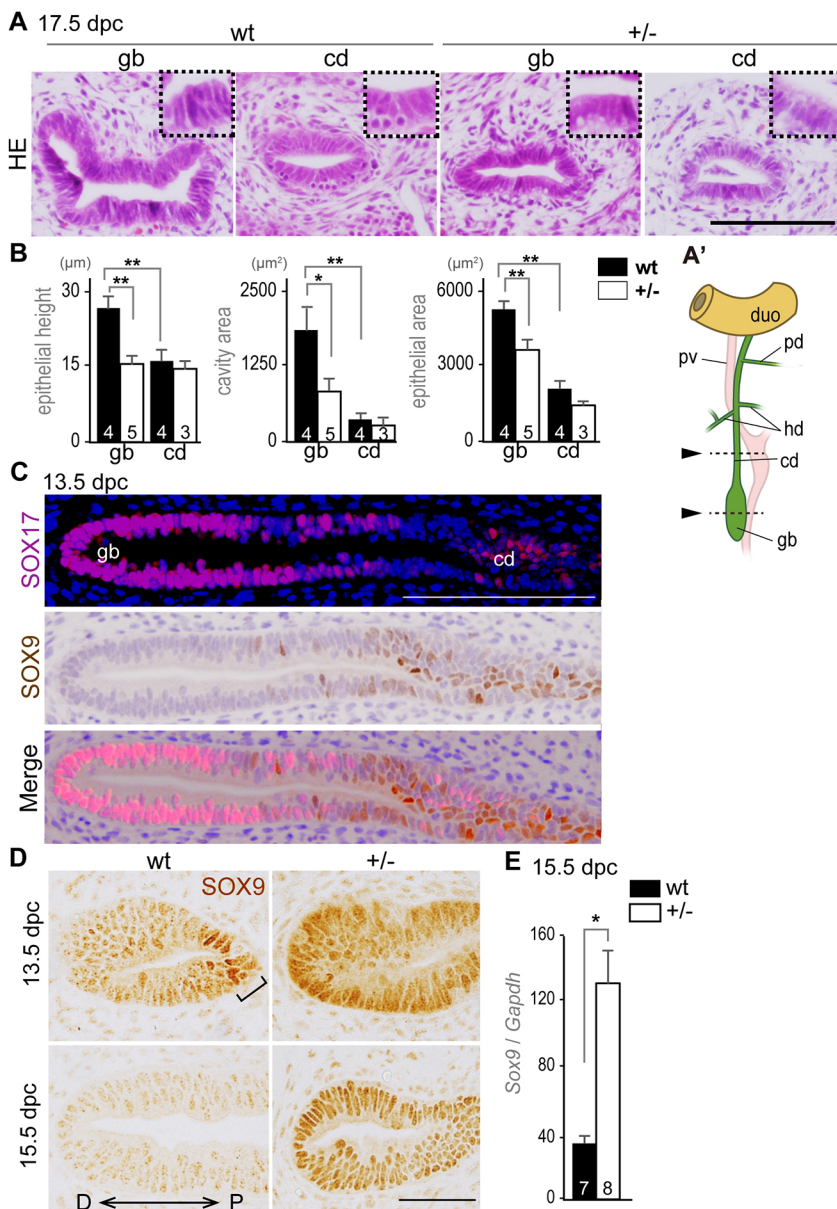 A 17.5 dpc
wt +/-
gb cd gb cd
HE
B
(μm) (μm²) (μm²)
wt
+/-
epithelial height
30
15
0
**
**
4 5 4 3
gb cd
cavity area
2500
1250
0
*
**
4 5 4 3
gb cd
epithelial area
6000
3000
0
**
**
4 5 4 3
gb cd
A'
duo
pv
pd
hd
cd
gb
C 13.5 dpc
SOX17
gb cd
SOX9
Merge
D
wt +/-
SOX9
13.5 dpc
15.5 dpc
D P
E 15.5 dpc
wt
+/-
*
Sox9 / Gapdh
160
120
80
40
0
7 8